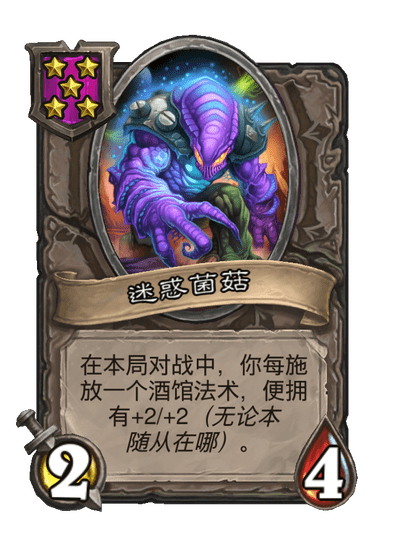 迷惑菌菇
在本局对战中，你每施
放一个酒馆法术，便拥
有+2/+2（无论本
随从在哪）。
2
4